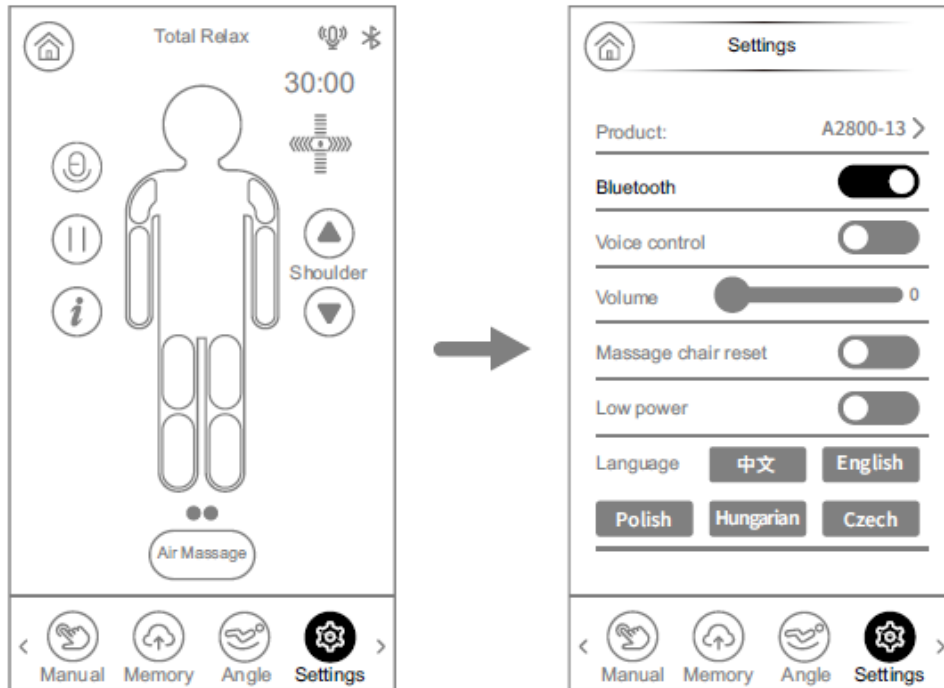 Total Relax
30:00
Shoulder
Air Massage
Manual Memory Angle Settings
Settings
Product: A2800-13
Bluetooth
Voice control
Volume 0
Massage chair reset
Low power
Language 中文 English
Polish Hungarian Czech
Manual Memory Angle Settings